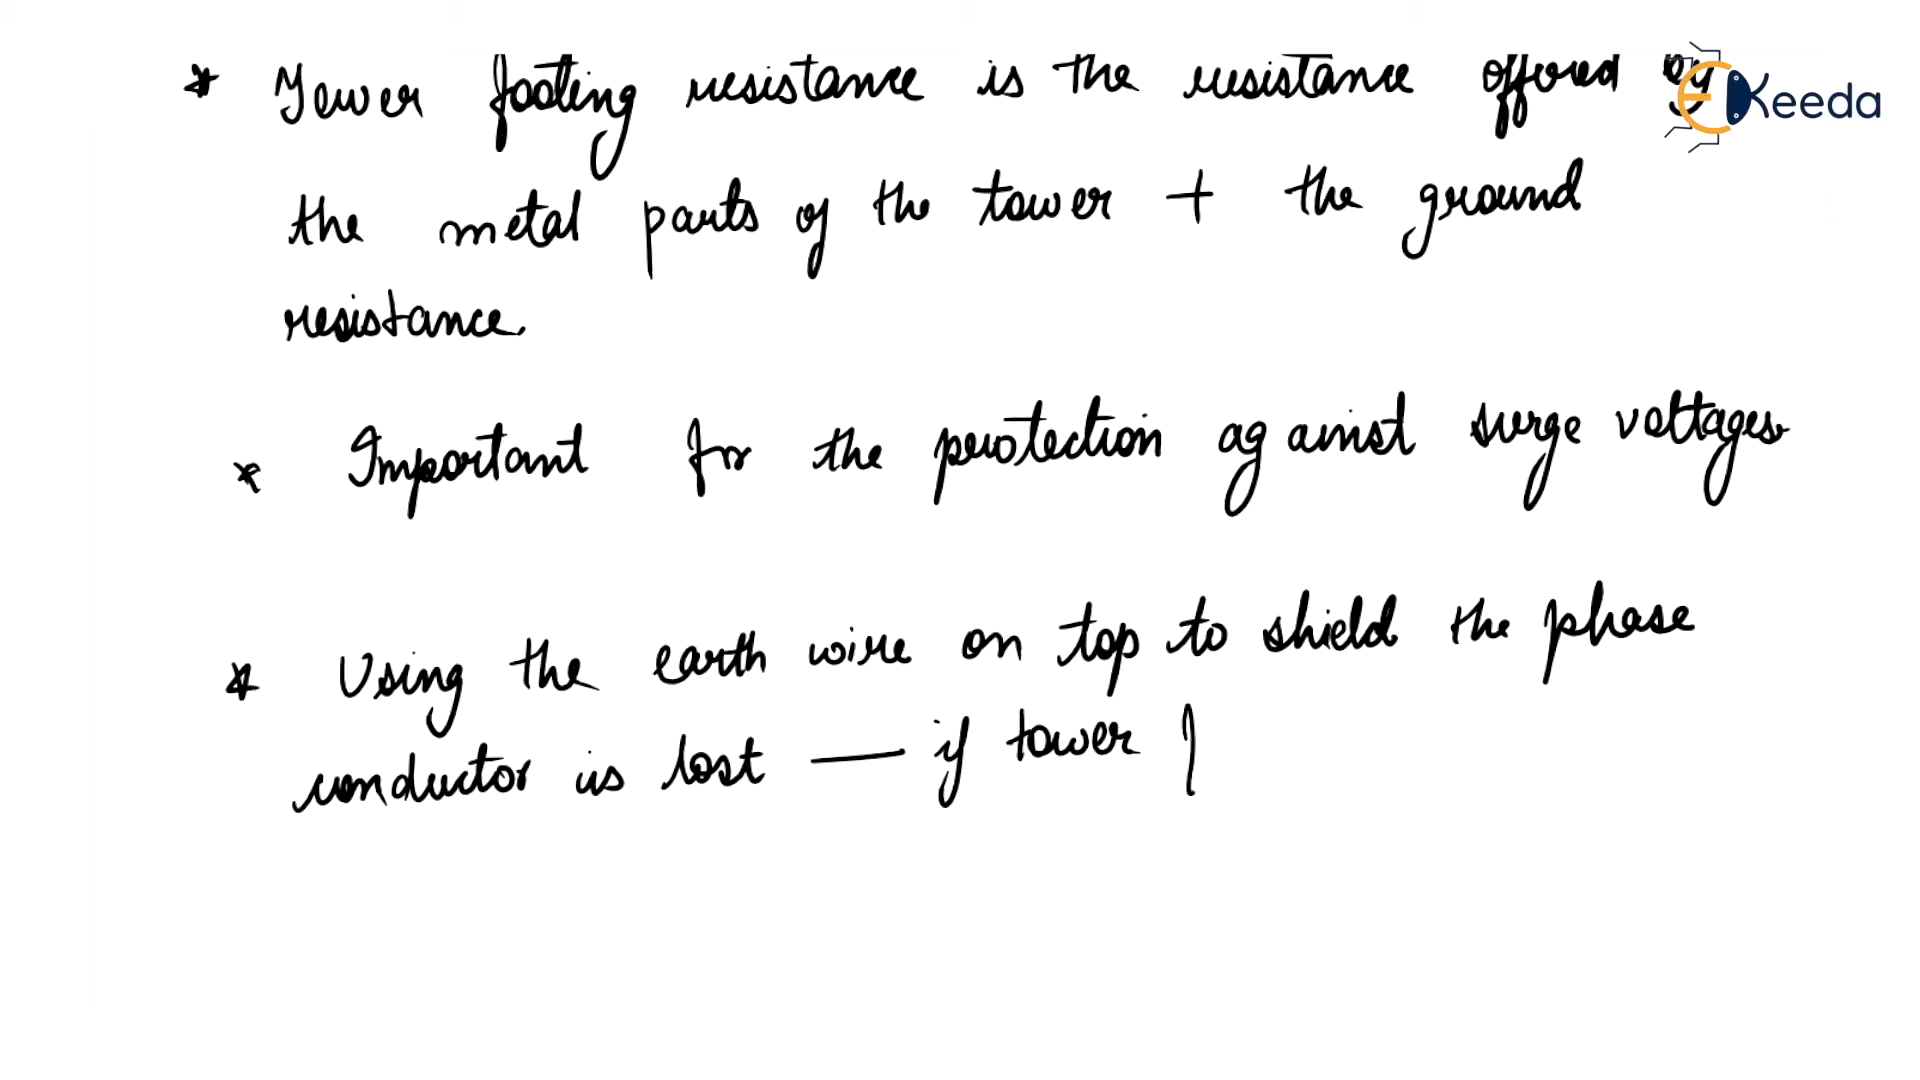 * Tower footing resistance is the resistance offered by
EKeeda
the metal parts of the tower + the ground
resistance.
* Important for the protection against surge voltages
* Using the earth wire on top to shield the phase
conductor is lost — if tower f